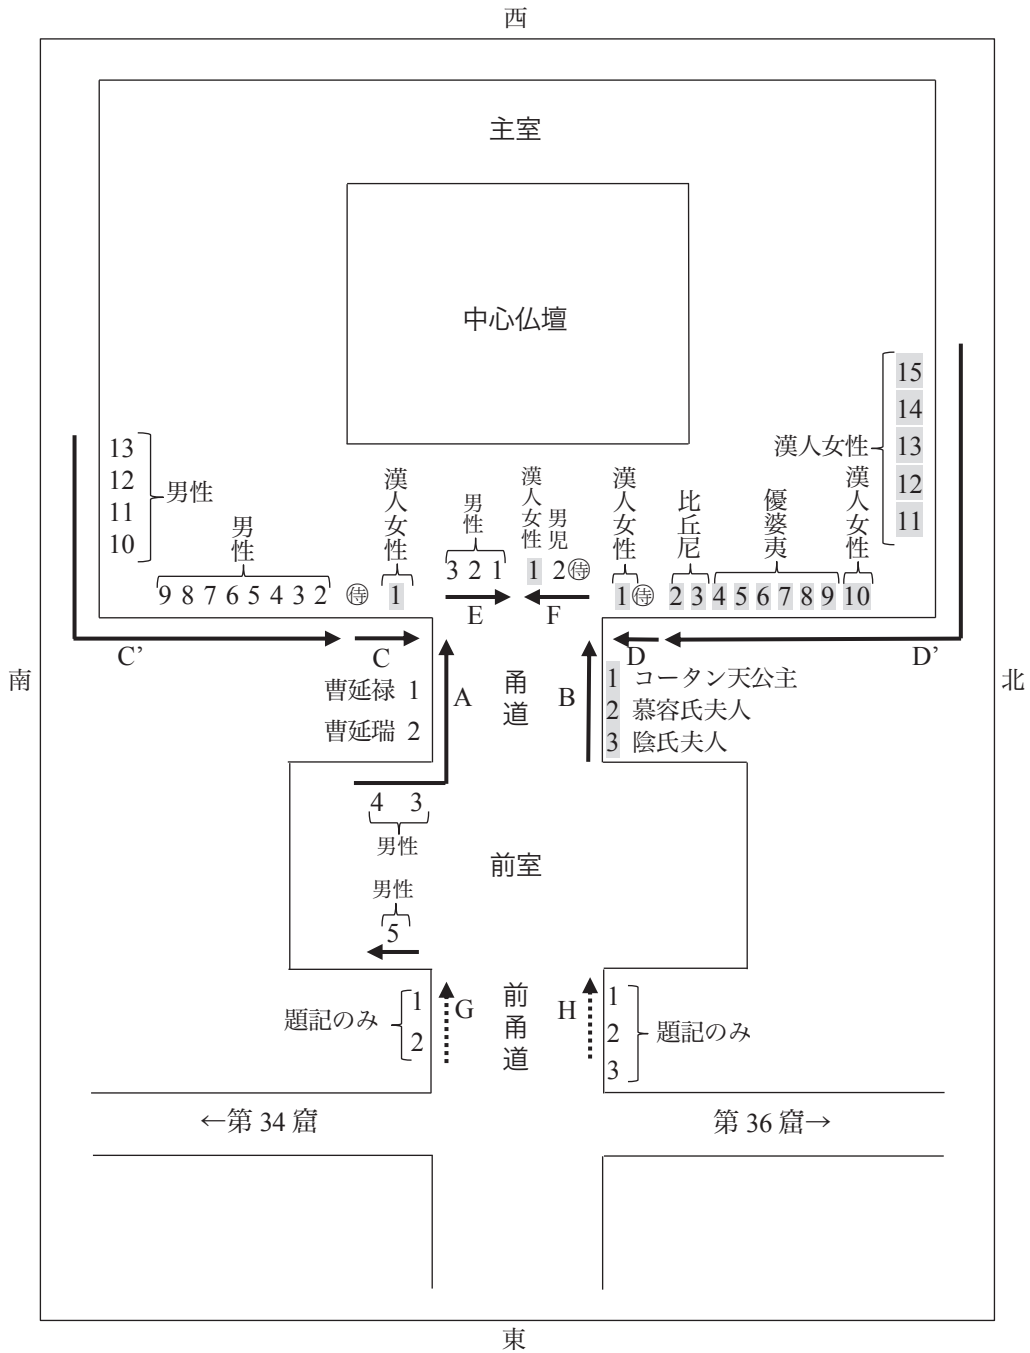 西
主室
中心仏壇
15
14
漢人女性
13
12
11
13
12
11
10
男性
男性
漢人女性
男性
漢人女性
男児
漢人女性
比丘尼
優婆夷
漢人女性
9 8 7 6 5 4 3 2 ㊕ 1
3 2 1
1 2㊕
1㊕ 2 3 4 5 6 7 8 9 10
E
F
C’
C
D
D’
南
北
曹延禄 1
曹延瑞 2
A
甬道
B
1 コータン天公主
2 慕容氏夫人
3 陰氏夫人
4 3
男性
前室
男性
5
題記のみ
1
2
G
前甬道
H
1
2
3
題記のみ
←第 34 窟
第 36 窟→
東